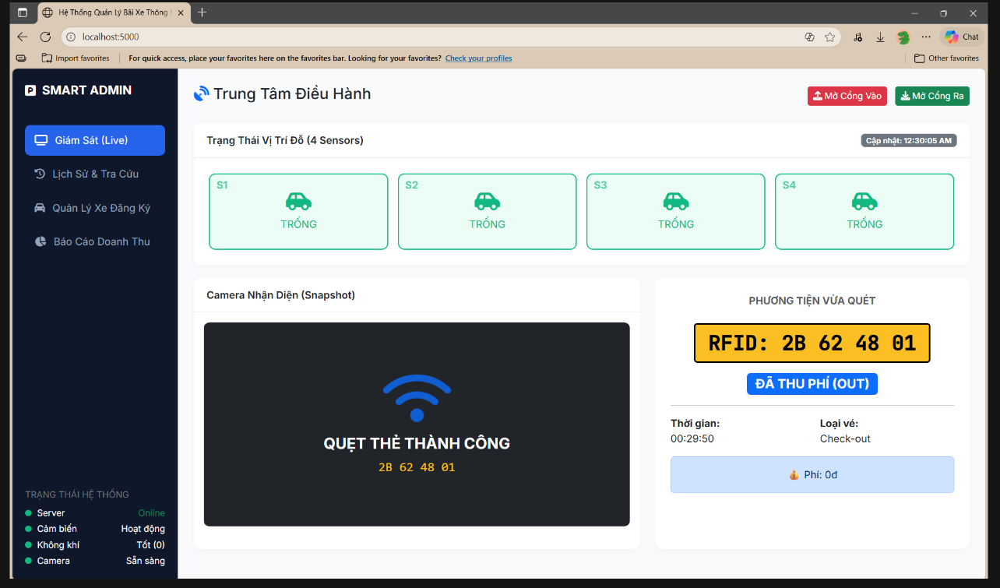 Hệ Thống Quản Lý Bãi Xe Thông
localhost:5000
Chat
Import favorites
For quick access, place your favorites here on the favorites bar. Looking for your favorites? Check your profiles
Other favorites
P SMART ADMIN
Giám Sát (Live)
Lịch Sử & Tra Cứu
Quản Lý Xe Đăng Ký
Báo Cáo Doanh Thu
TRẠNG THÁI HỆ THỐNG
Server Online
Cảm biến Hoạt động
Không khí Tốt (0)
Camera Sẵn sàng
Trung Tâm Điều Hành
Mở Cổng Vào
Mở Cổng Ra
Trạng Thái Vị Trí Đỗ (4 Sensors)
Cập nhật: 12:30:05 AM
S1
TRỐNG
S2
TRỐNG
S3
TRỐNG
S4
TRỐNG
Camera Nhận Diện (Snapshot)
QUẸT THẺ THÀNH CÔNG
2B 62 48 01
PHƯƠNG TIỆN VỪA QUÉT
RFID: 2B 62 48 01
ĐÃ THU PHÍ (OUT)
Thời gian:
00:29:50
Loại vé:
Check-out
Phí: 0đ